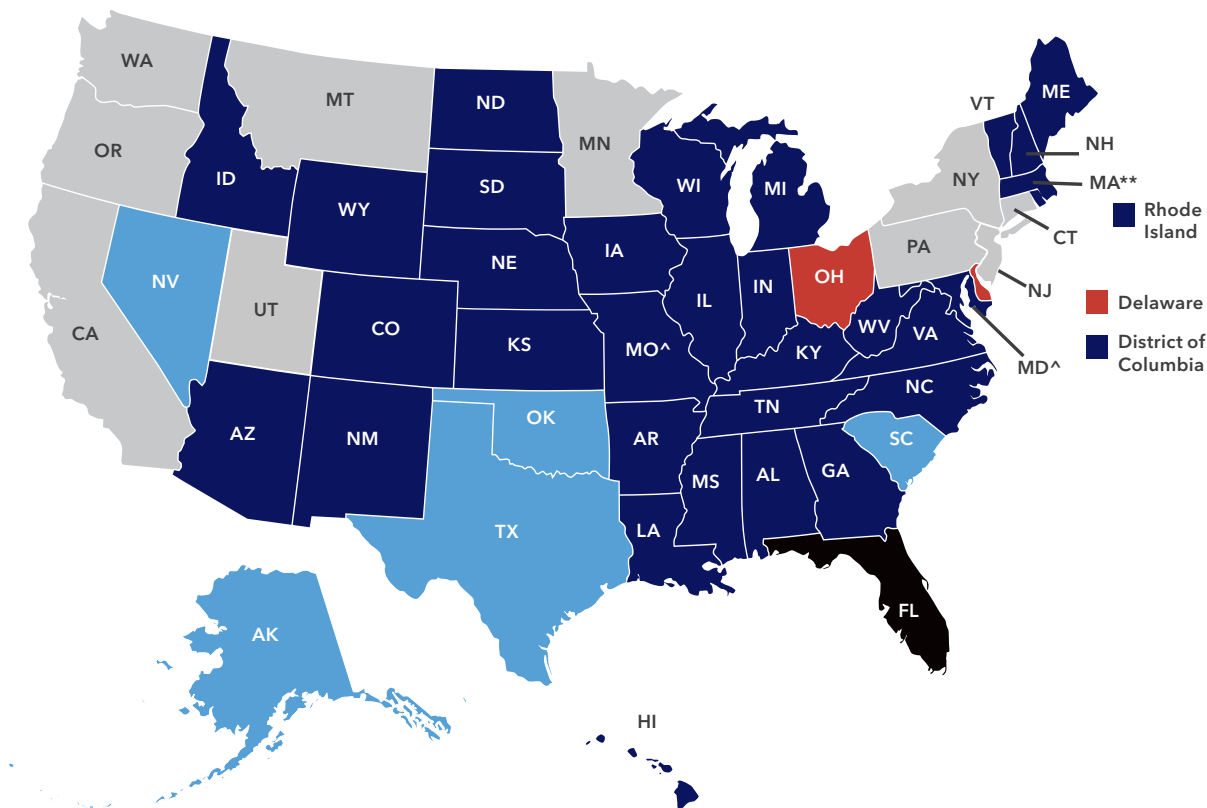 WA
MT
ND
MN
ME
VT
OR
NH
ID
SD
WI
MI
NY
MA**
WY
Rhode
Island
CT
IA
PA
NE
NV
OH
IL
IN
NJ
UT
Delaware
CA
CO
WV
VA
KS
MO^
KY
District of
Columbia
MD^
NC
TN
OK
AZ
NM
AR
SC
MS
AL
GA
TX
LA
FL
AK
HI